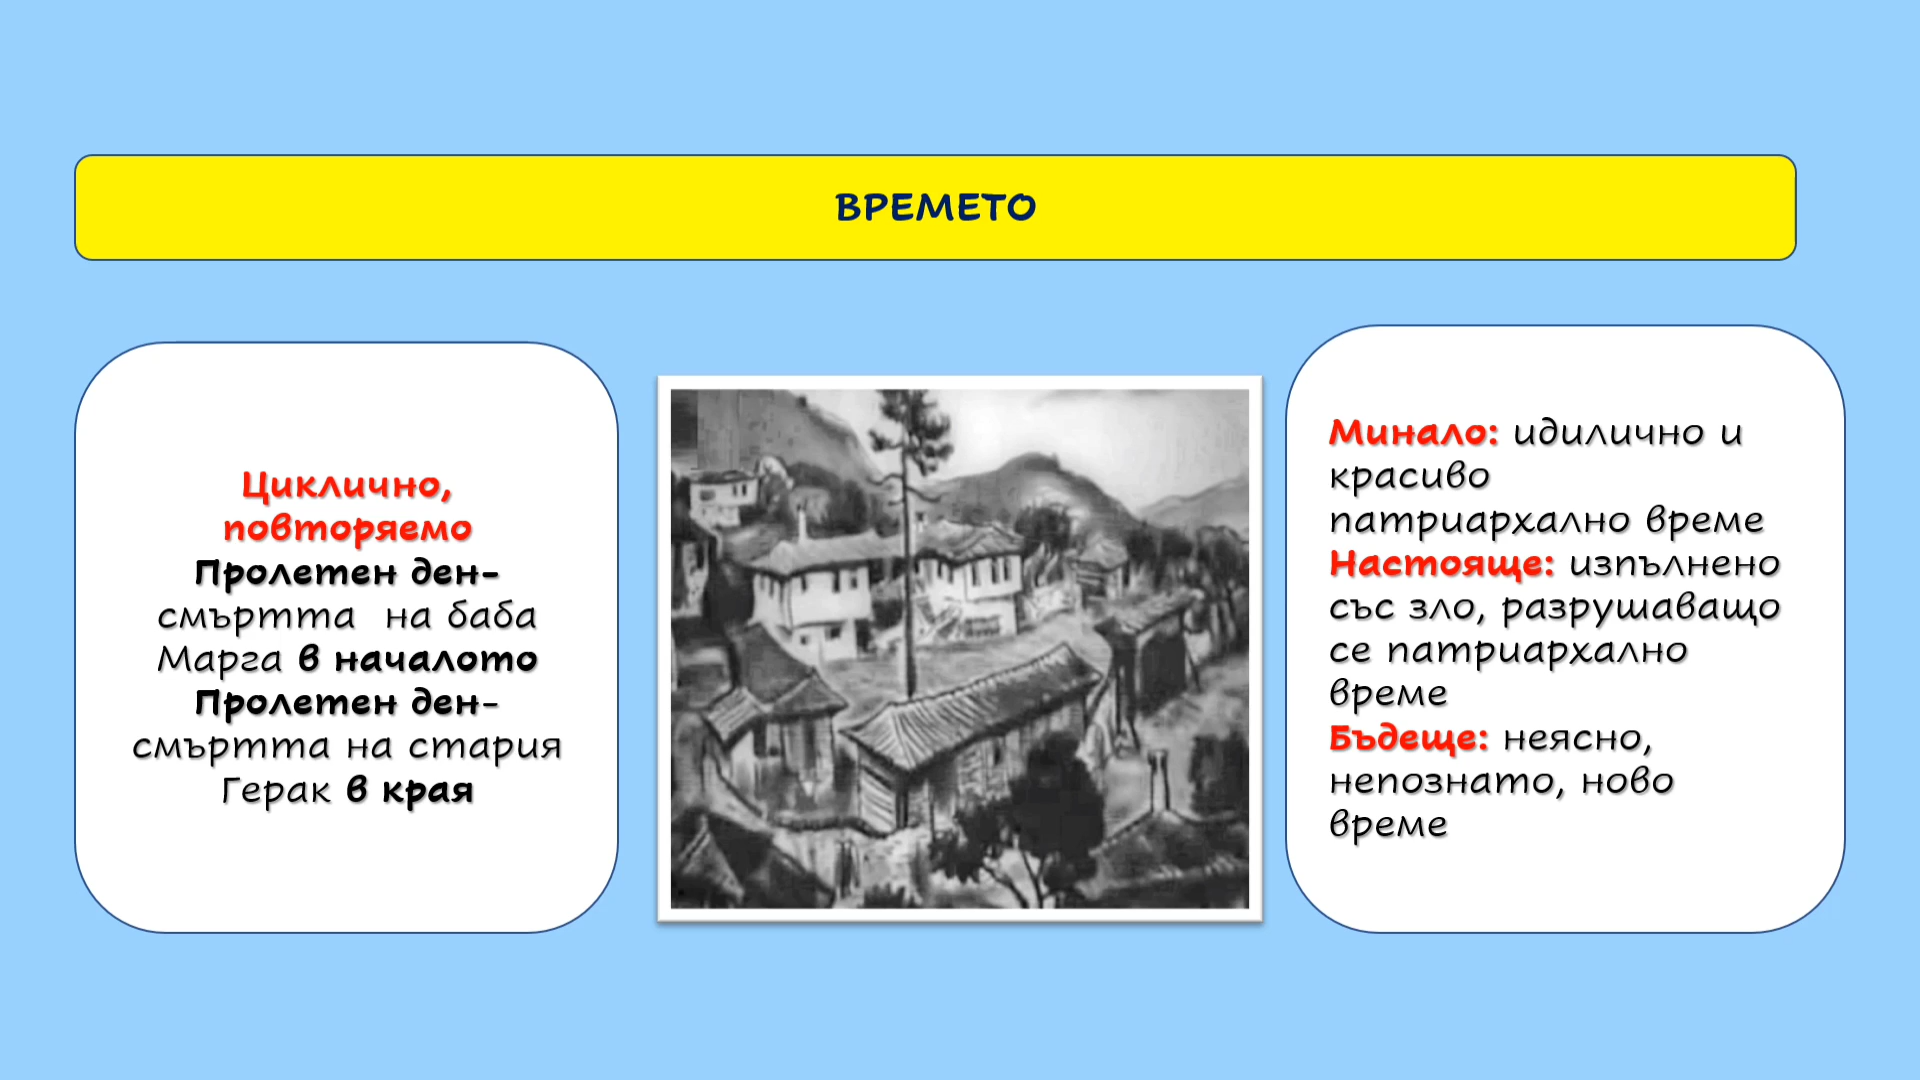 ВРЕМЕТО
Циклично,
повторяемо
Пролетен ден-
смъртта  на баба
Марга в началото
Пролетен ден-
смъртта на стария
Герак в края
Минало: идилично и
красиво
патриархално време
Настояще: изпълнено
със зло, разрушаващо
се патриархално
време
Бъдеще: неясно,
непознато, ново
време